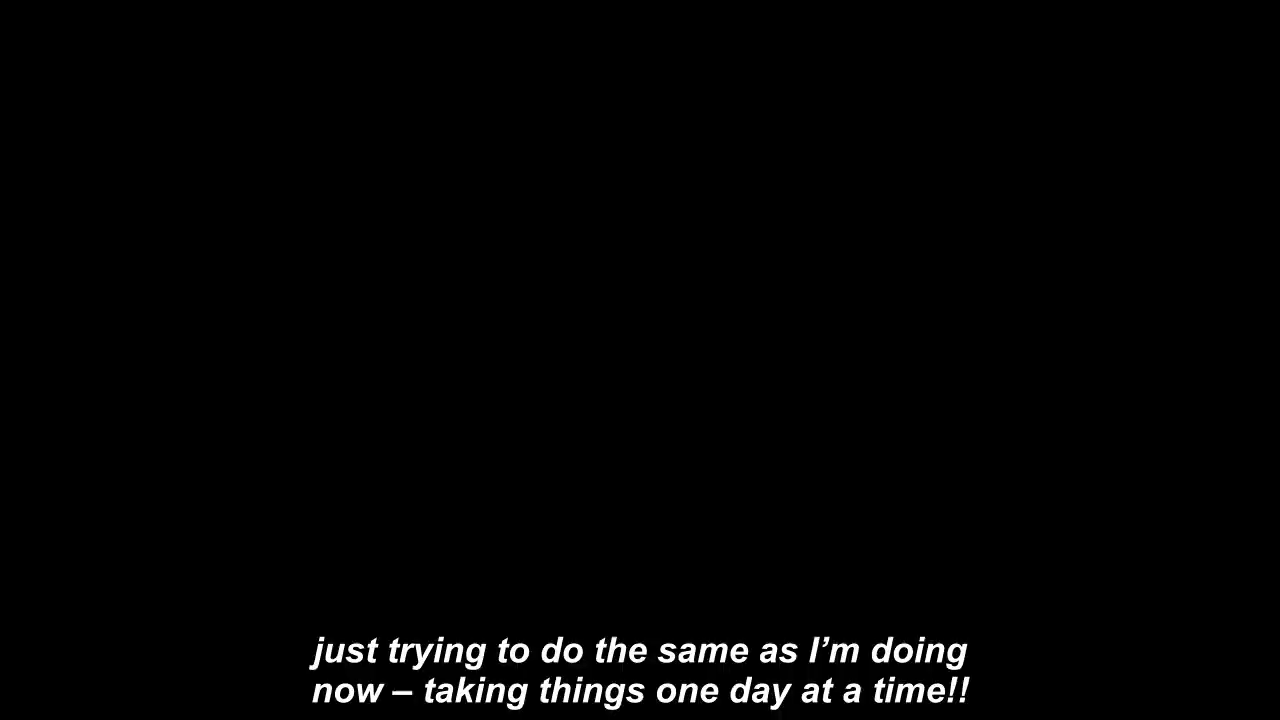 just trying to do the same as I’m doing
now – taking things one day at a time!!